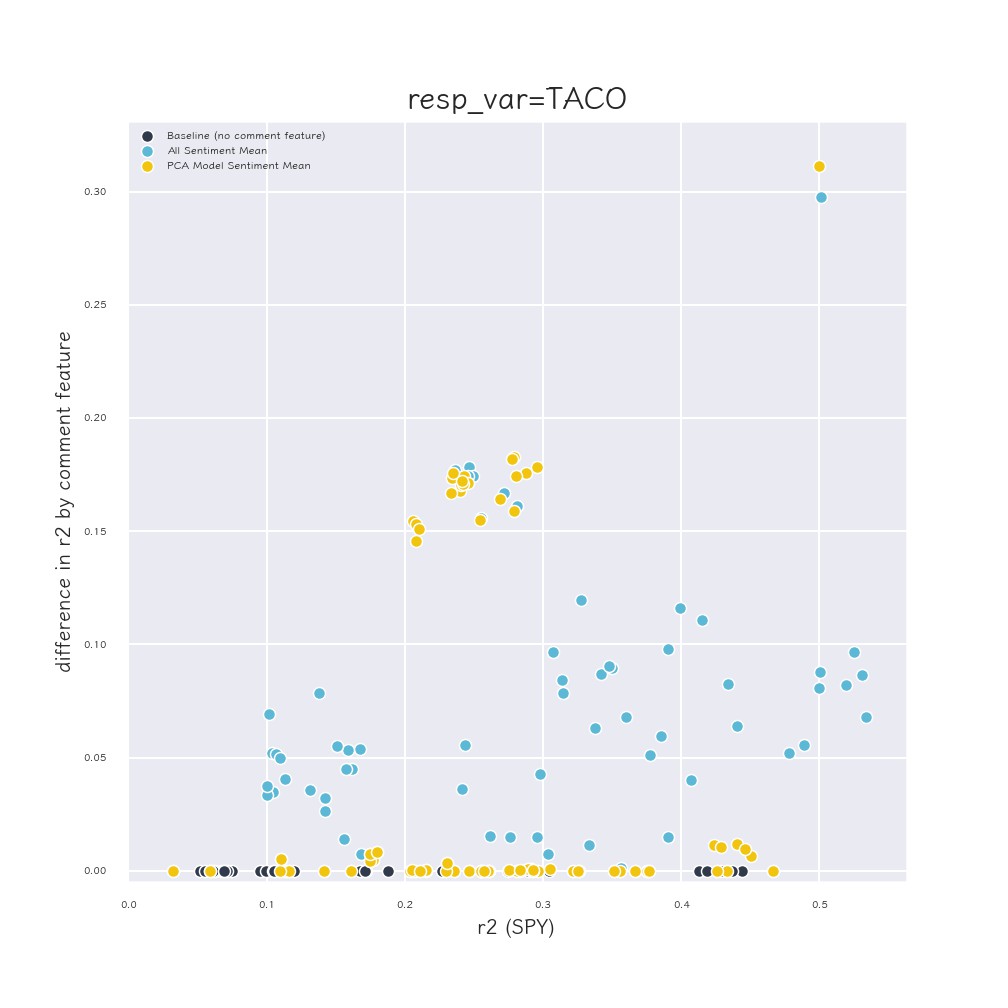 resp_var=TACO
Baseline (no comment feature)
All Sentiment Mean
PCA Model Sentiment Mean
0.30
0.25
0.20
0.15
0.10
0.05
0.00
difference in r2 by comment feature
0.0 0.1 0.2 0.3 0.4 0.5
r2 (SPY)